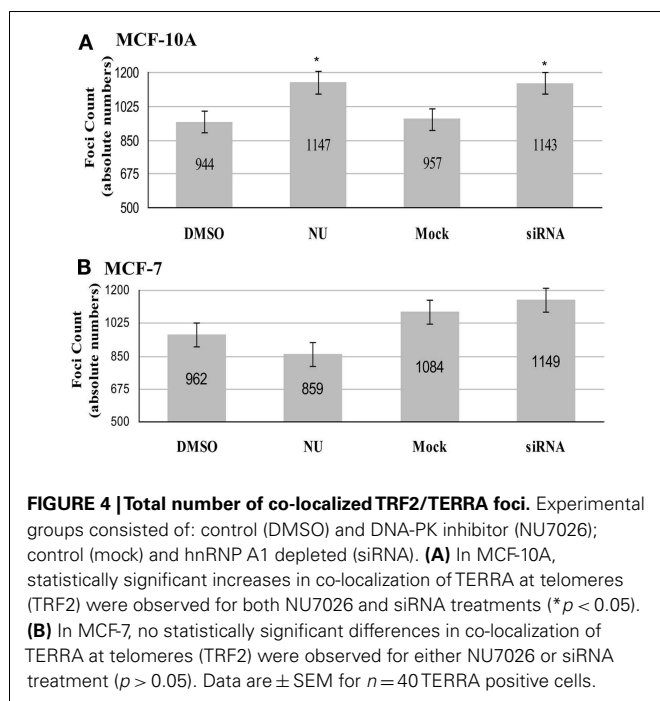 A MCF-10A
Foci Count
(absolute numbers)
1200
1025
850
675
500
* *
944 1147 957 1143
DMSO NU Mock siRNA
B MCF-7
Foci Count
(absolute numbers)
1200
1025
850
675
500
962 859 1084 1149
DMSO NU Mock siRNA
FIGURE 4 | Total number of co-localized TRF2/TERRA foci. Experimental
groups consisted of: control (DMSO) and DNA-PK inhibitor (NU7026);
control (mock) and hnRNP A1 depleted (siRNA). (A) In MCF-10A,
statistically significant increases in co-localization of TERRA at telomeres
(TRF2) were observed for both NU7026 and siRNA treatments (*p < 0.05).
(B) In MCF-7, no statistically significant differences in co-localization of
TERRA at telomeres (TRF2) were observed for either NU7026 or siRNA
treatment (p > 0.05). Data are ± SEM for n = 40 TERRA positive cells.